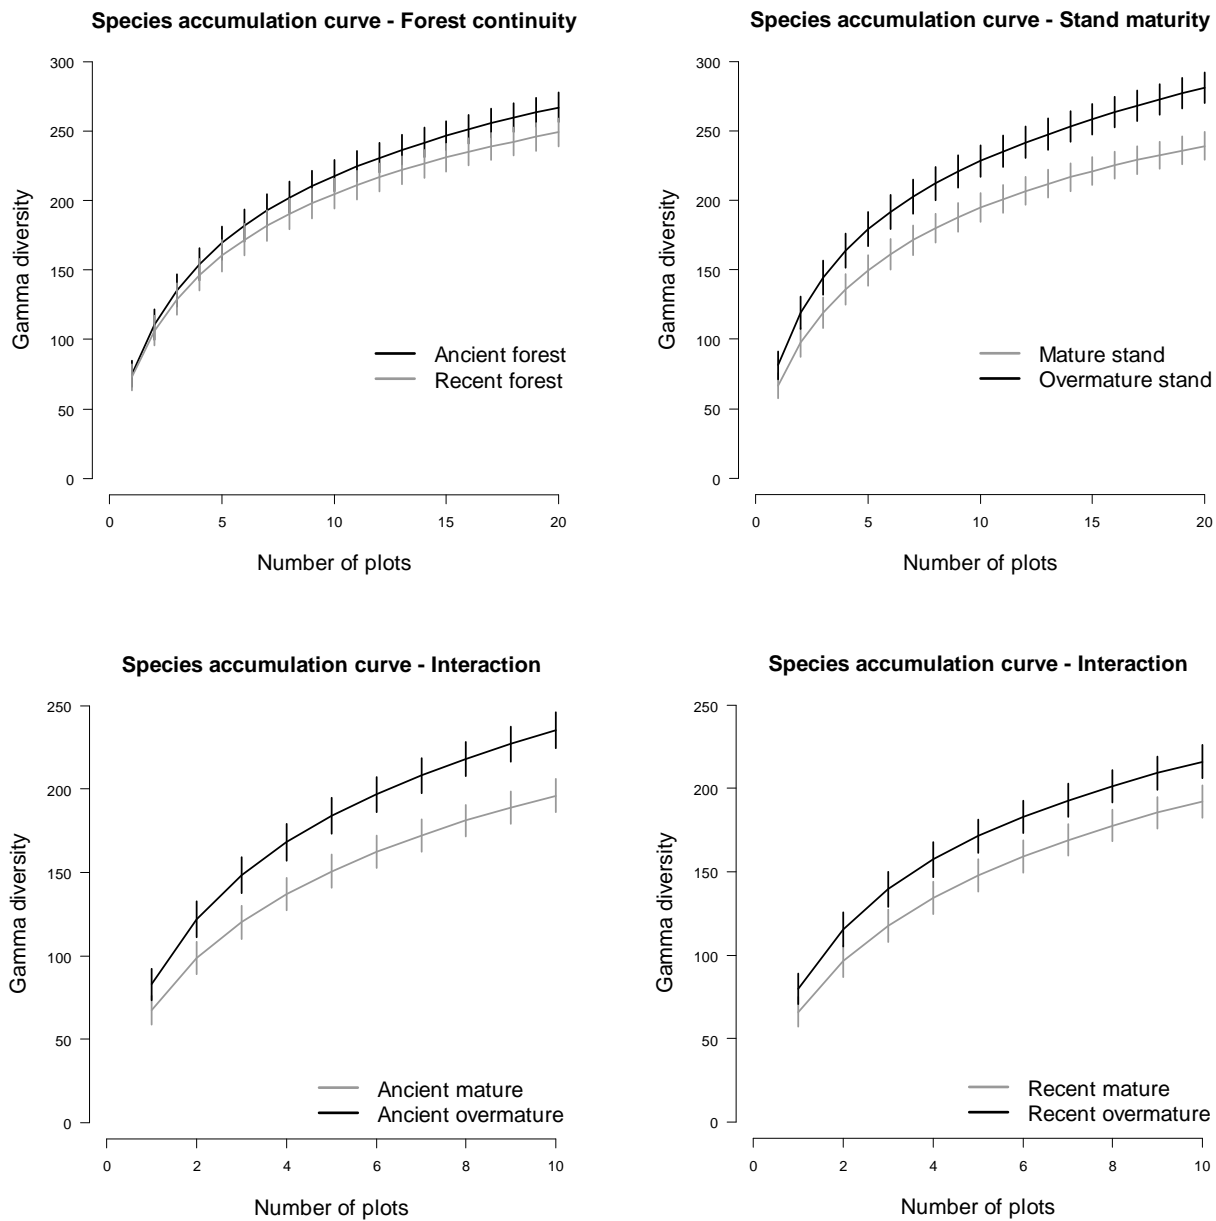 Species accumulation curve - Forest continuity
300
250
200
150
100
50
0
Gamma diversity
Ancient forest
Recent forest
0 5 10 15 20
Number of plots
Species accumulation curve - Stand maturity
300
250
200
150
100
50
0
Gamma diversity
Mature stand
Overmature stand
0 5 10 15 20
Number of plots
Species accumulation curve - Interaction
250
200
150
100
50
0
Gamma diversity
Ancient mature
Ancient overmature
0 2 4 6 8 10
Number of plots
Species accumulation curve - Interaction
250
200
150
100
50
0
Gamma diversity
Recent mature
Recent overmature
0 2 4 6 8 10
Number of plots